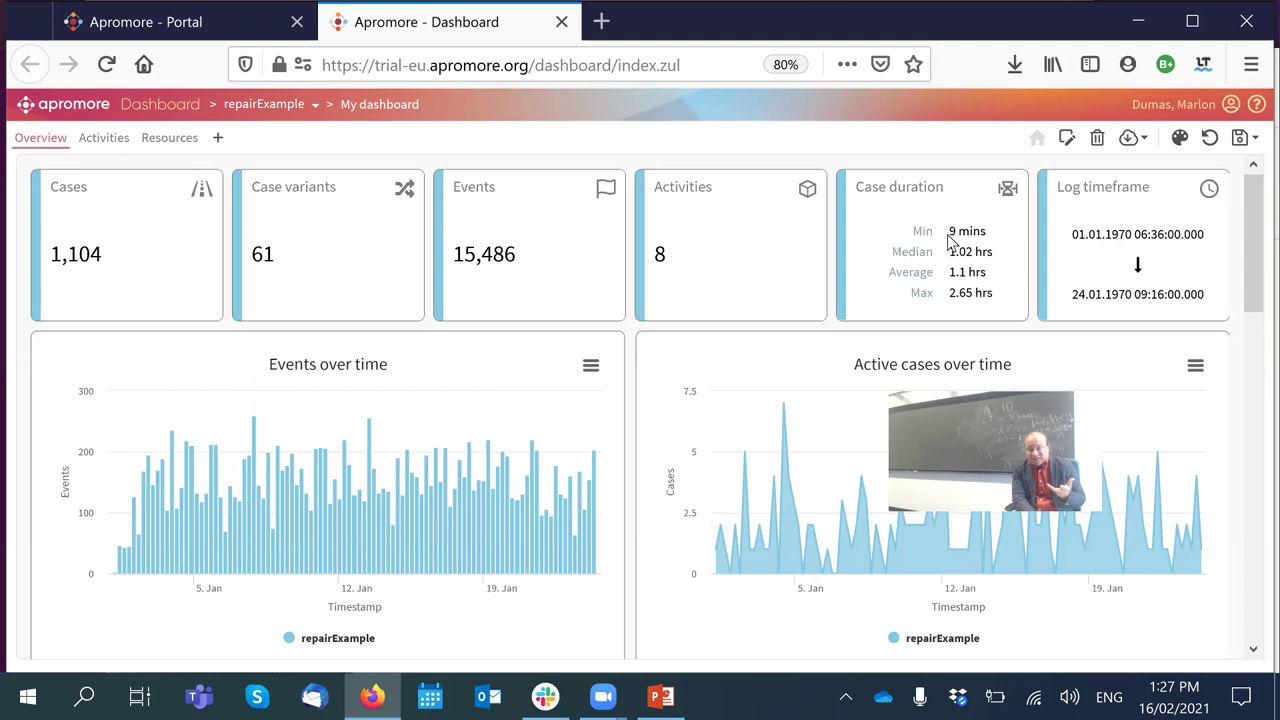 Apromore - Portal
Apromore - Dashboard
https://trial-eu.apromore.org/dashboard/index.zul
80%
B+
LT
apromore Dashboard > repairExample > My dashboard
Dumas, Marlon
Overview Activities Resources +
Cases
1,104
Case variants
61
Events
15,486
Activities
8
Case duration
Min 9 mins
Median 1.02 hrs
Average 1.1 hrs
Max 2.65 hrs
Log timeframe
01.01.1970 06:36:00.000
24.01.1970 09:16:00.000
Events over time
300
200
100
0
Events
5. Jan
12. Jan
19. Jan
Timestamp
repairExample
Active cases over time
7.5
5
2.5
0
Cases
5. Jan
12. Jan
19. Jan
Timestamp
repairExample
ENG
1:27 PM
16/02/2021